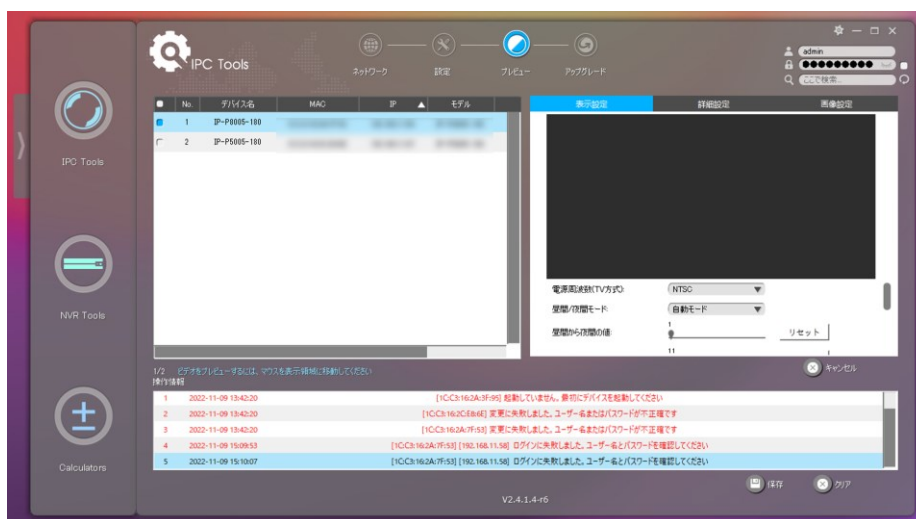 IPC Tools
ネットワーク
設定
プレビュー
アップグレード
admin
ここで検索...
IPC Tools
NVR Tools
Calculators
No. デバイス名 MAC IP モデル
1 IP-P8005-180
2 IP-P5005-180
表示設定 詳細設定 画像設定
電源周波数(TV方式): NTSC
昼間/夜間モード: 自動モード
昼間から夜間の値: 1 リセット
11
1/2 ビデオをプレビューするには、マウスを表示領域に移動してください
キャンセル
操作情報
1 2022-11-09 13:42:20 [1C:C3:16:2A:3F:95] 起動していません。最初にデバイスを起動してください
2 2022-11-09 13:42:20 [1C:C3:16:2C:EB:6E] 変更に失敗しました。ユーザー名またはパスワードが不正確です
3 2022-11-09 13:42:20 [1C:C3:16:2A:7F:53] 変更に失敗しました。ユーザー名またはパスワードが不正確です
4 2022-11-09 15:09:53 [1C:C3:16:2A:7F:53] [192.168.11.58] ログインに失敗しました。ユーザー名とパスワードを確認してください
5 2022-11-09 15:10:07 [1C:C3:16:2A:7F:53] [192.168.11.58] ログインに失敗しました。ユーザー名とパスワードを確認してください
保存 クリア
V2.4.1.4-r6